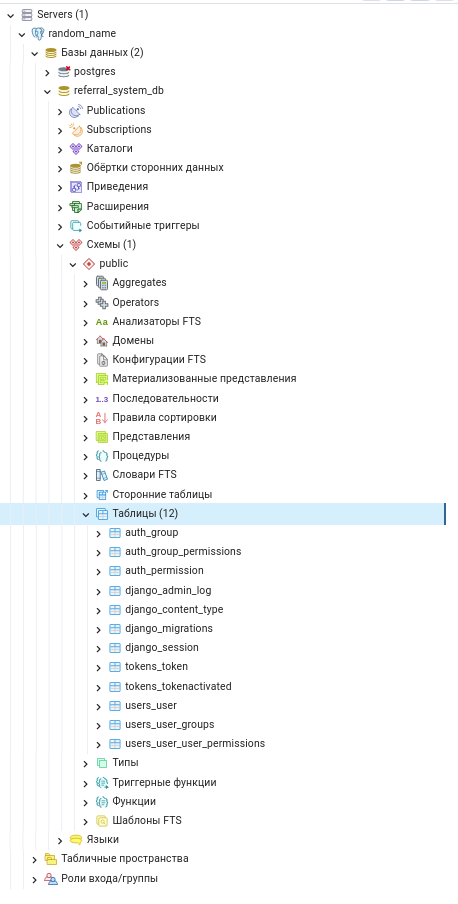 Servers (1)
random_name
Базы данных (2)
postgres
referral_system_db
Publications
Subscriptions
Каталоги
Обёртки сторонних данных
Приведения
Расширения
Событийные триггеры
Схемы (1)
public
Aggregates
Operators
Aa Анализаторы FTS
Домены
Конфигурации FTS
Материализованные представления
1..3 Последовательности
Правила сортировки
Представления
Процедуры
Словари FTS
Сторонние таблицы
Таблицы (12)
auth_group
auth_group_permissions
auth_permission
django_admin_log
django_content_type
django_migrations
django_session
tokens_token
tokens_tokenactivated
users_user
users_user_groups
users_user_user_permissions
Типы
Триггерные функции
Функции
Шаблоны FTS
Языки
Табличные пространства
Роли входа/группы